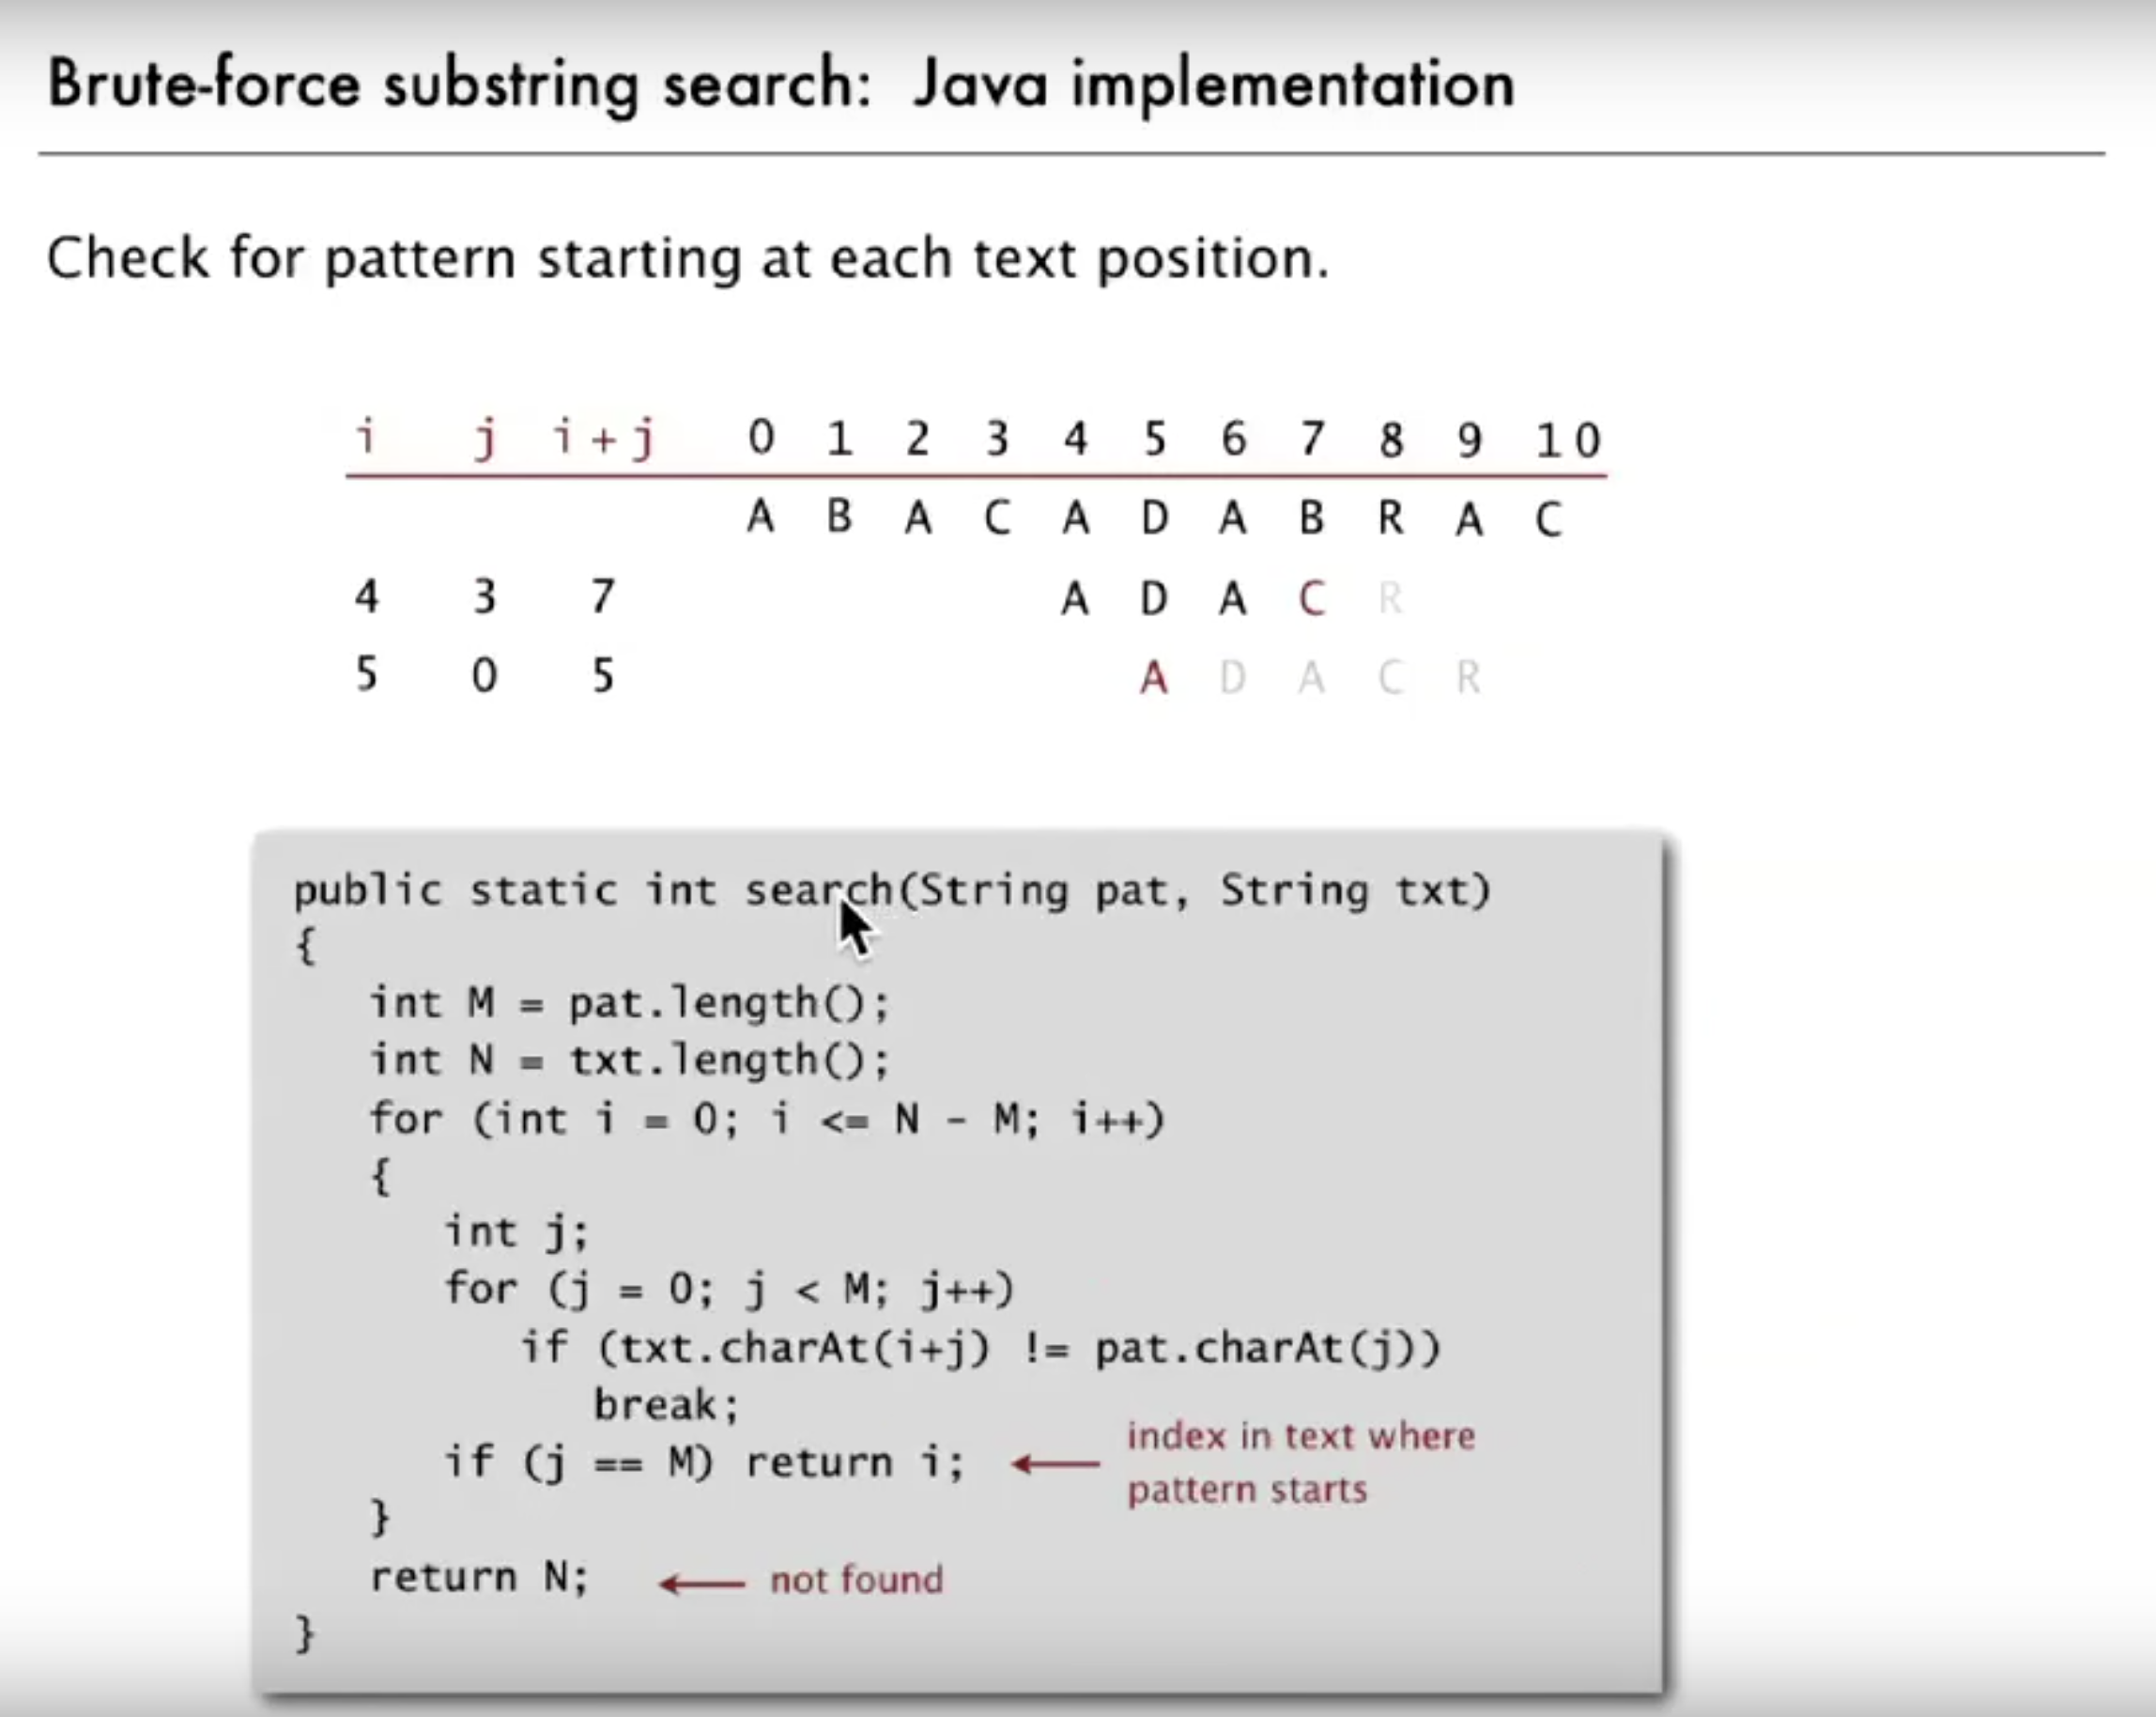 Brute-force substring search: Java implementation
Check for pattern starting at each text position.
i j i+j 0 1 2 3 4 5 6 7 8 9 10
A B A C A D A B R A C
4 3 7 A D A C R
5 0 5 A D A C R
public static int search(String pat, String txt)
{
int M = pat.length();
int N = txt.length();
for (int i = 0; i <= N - M; i++)
{
int j;
for (j = 0; j < M; j++)
if (txt.charAt(i+j) != pat.charAt(j))
break;
if (j == M) return i; index in text where
pattern starts
}
return N; not found
}